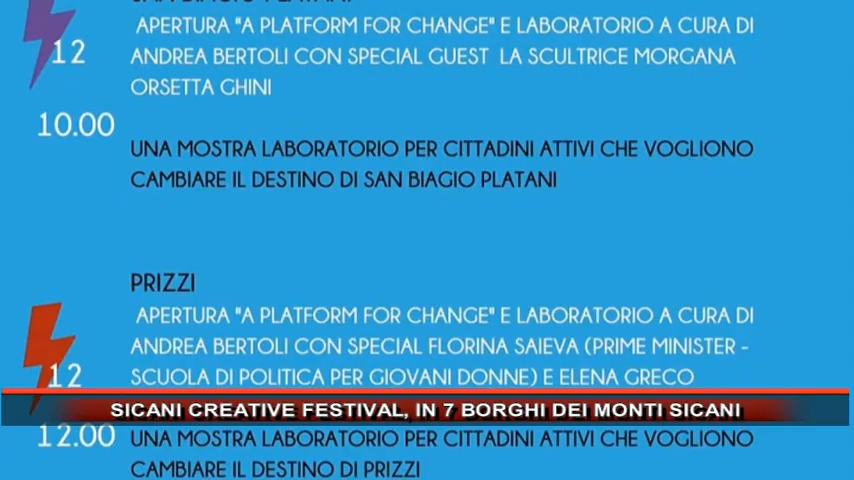 SAN BIAGIO PLATANI
APERTURA "A PLATFORM FOR CHANGE" E LABORATORIO A CURA DI
12
ANDREA BERTOLI CON SPECIAL GUEST LA SCULTRICE MORGANA
ORSETTA GHINI
10.00
UNA MOSTRA LABORATORIO PER CITTADINI ATTIVI CHE VOGLIONO
CAMBIARE IL DESTINO DI SAN BIAGIO PLATANI
PRIZZI
APERTURA "A PLATFORM FOR CHANGE" E LABORATORIO A CURA DI
ANDREA BERTOLI CON SPECIAL FLORINA SAIEVA (PRIME MINISTER -
12
SCUOLA DI POLITICA PER GIOVANI DONNE) E ELENA GRECO
SICANI CREATIVE FESTIVAL, IN 7 BORGHI DEI MONTI SICANI
12.00
UNA MOSTRA LABORATORIO PER CITTADINI ATTIVI CHE VOGLIONO
CAMBIARE IL DESTINO DI PRIZZI